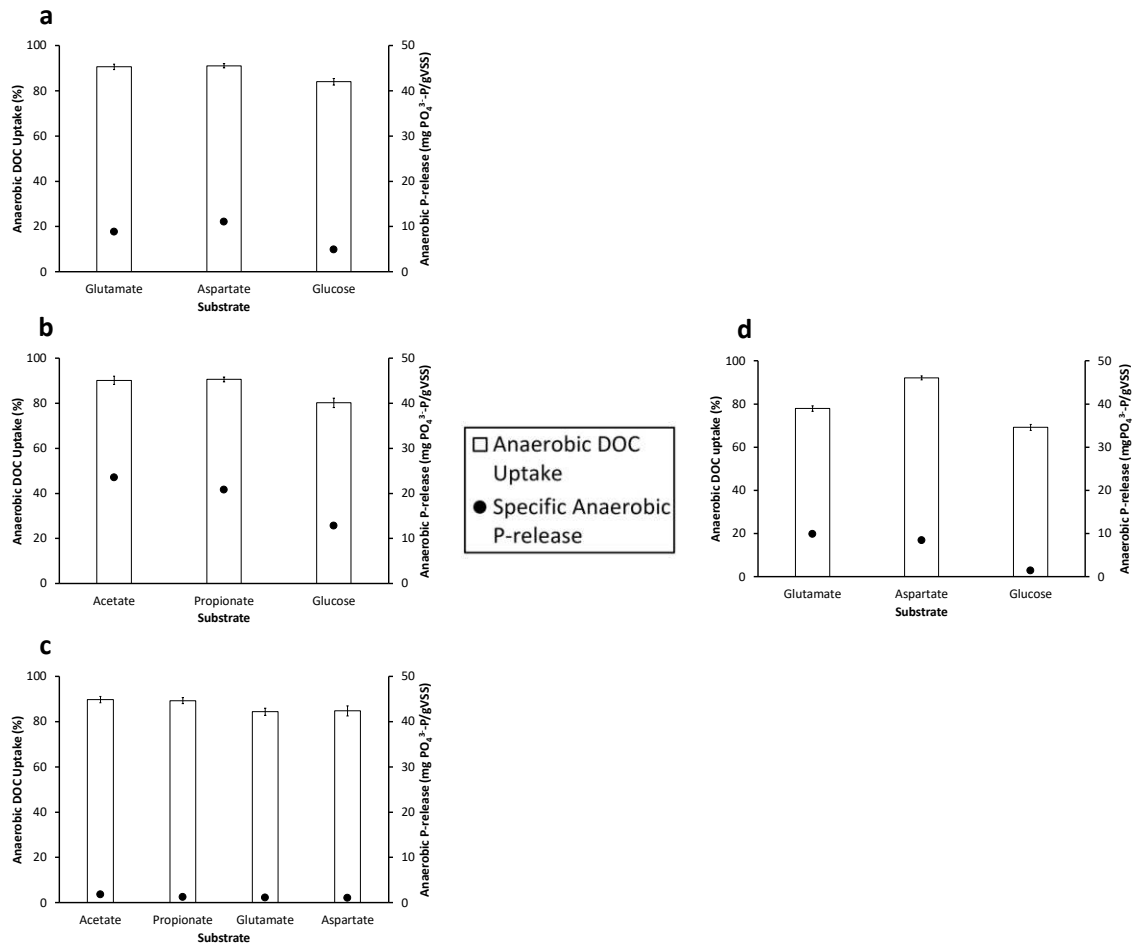 a
100
80
60
40
20
0
50
40
30
20
10
0
Anaerobic DOC Uptake (%)
Anaerobic P-release (mg PO₄³⁻-P/gVSS)
Glutamate Aspartate Glucose
Substrate
b
100
80
60
40
20
0
50
40
30
20
10
0
Anaerobic DOC Uptake (%)
Anaerobic P-release (mg PO₄³⁻-P/gVSS)
Acetate Propionate Glucose
Substrate
Anaerobic DOC
Uptake
Specific Anaerobic
P-release
d
100
80
60
40
20
0
50
40
30
20
10
0
Anaerobic DOC uptake (%)
Anaerobic P-release (mgPO₄³⁻-P/gVSS)
Glutamate Aspartate Glucose
Substrate
c
100
80
60
40
20
0
50
40
30
20
10
0
Anaerobic DOC Uptake (%)
Anaerobic P-release (mg PO₄³⁻-P/gVSS)
Acetate Propionate Glutamate Aspartate
Substrate